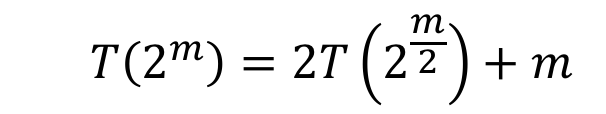 T(2^m) = 2T(2^{m/2}) + m